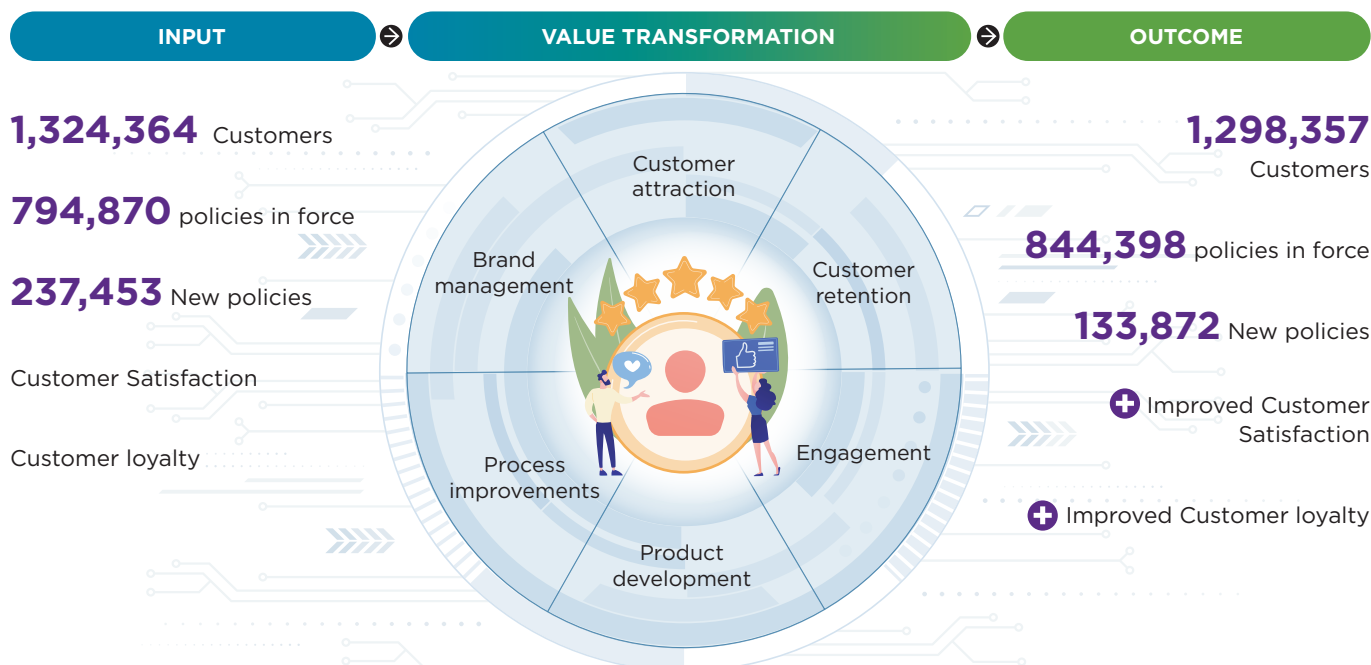 INPUT
VALUE TRANSFORMATION
OUTCOME
1,324,364 Customers
794,870 policies in force
237,453 New policies
Customer Satisfaction
Customer loyalty
Customer
attraction
Customer
retention
Engagement
Product
development
Process
improvements
Brand
management
1,298,357
Customers
844,398 policies in force
133,872 New policies
Improved Customer
Satisfaction
Improved Customer loyalty